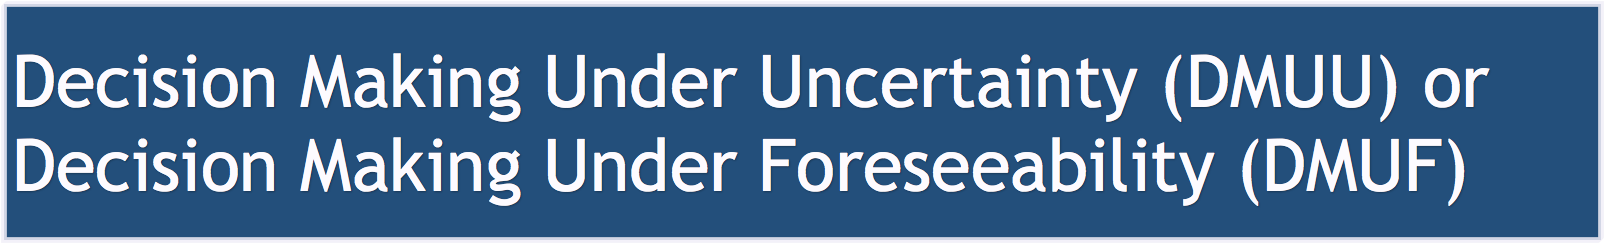 Decision Making Under Uncertainty (DMUU) or
Decision Making Under Foreseeability (DMUF)